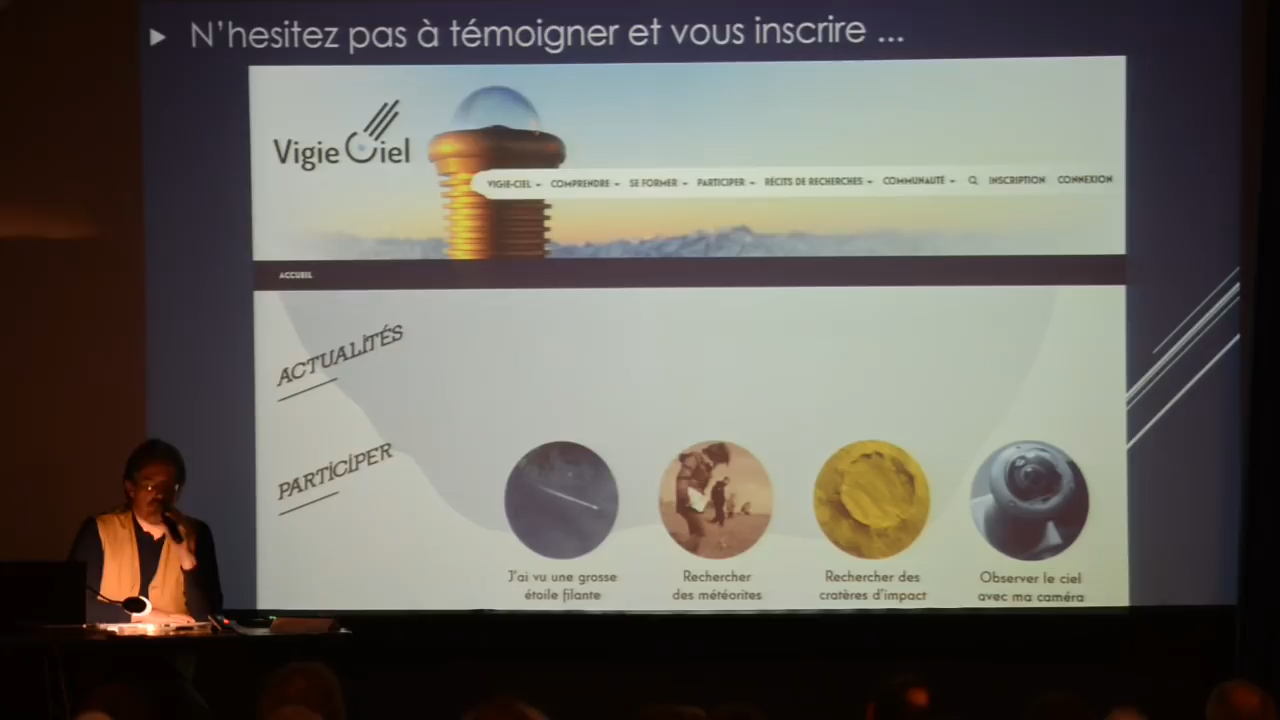 N'hesitez pas à témoigner et vous inscrire ...
Vigie Ciel
VIGIE-CIEL COMPRENDRE SE FORMER PARTICIPER RÉCITS DE RECHERCHES COMMUNAUTÉ INSCRIPTION CONNEXION
ACCUEIL
ACTUALITÉS
PARTICIPER
J'ai vu une grosse
étoile filante
Rechercher
des météorites
Rechercher des
cratères d'impact
Observer le ciel
avec ma caméra